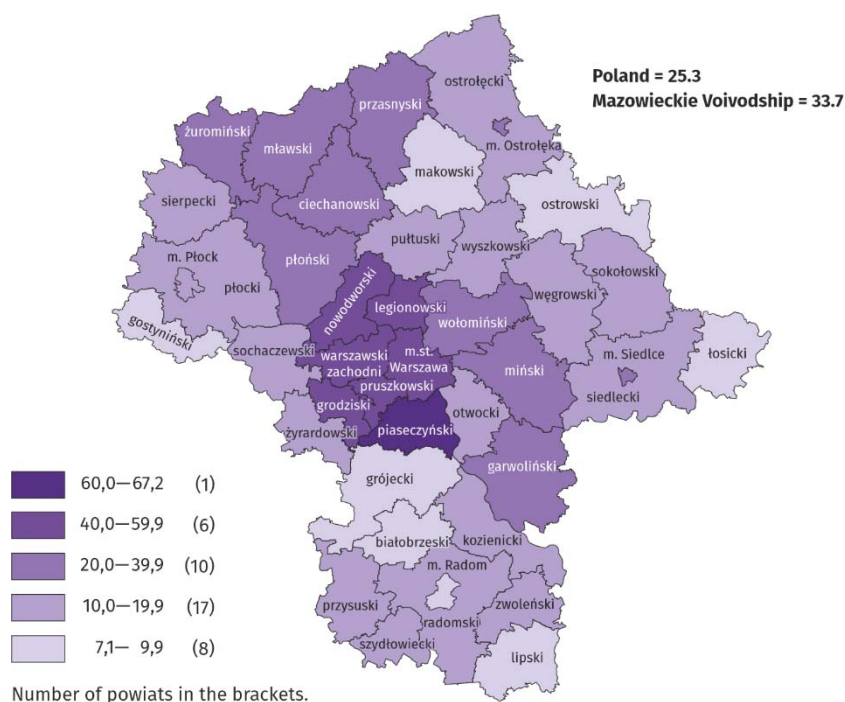 Poland = 25.3
Mazowieckie Voivodship = 33.7
ostrołęcki
przasnyski
żuromiński
mławski
m. Ostrołęka
makowski
ostrowski
sierpecki
ciechanowski
pułtuski
wyszkowski
m. Płock
płoński
sokołowski
płocki
węgrowski
nowodworski
legionowski
wołomiński
gostyniński
sochaczewski
warszawski
zachodni
m.st.
Warszawa
m. Siedlce
łosicki
miński
pruszkowski
siedlecki
grodziski
otwocki
piaseczyński
żyrardowski
garwoliński
grójecki
białobrzeski
kozienicki
m. Radom
przysuski
zwoleński
radomski
szydłowiecki
lipski
60,0—67,2 (1)
40,0—59,9 (6)
20,0—39,9 (10)
10,0—19,9 (17)
7,1— 9,9 (8)
Number of powiats in the brackets.